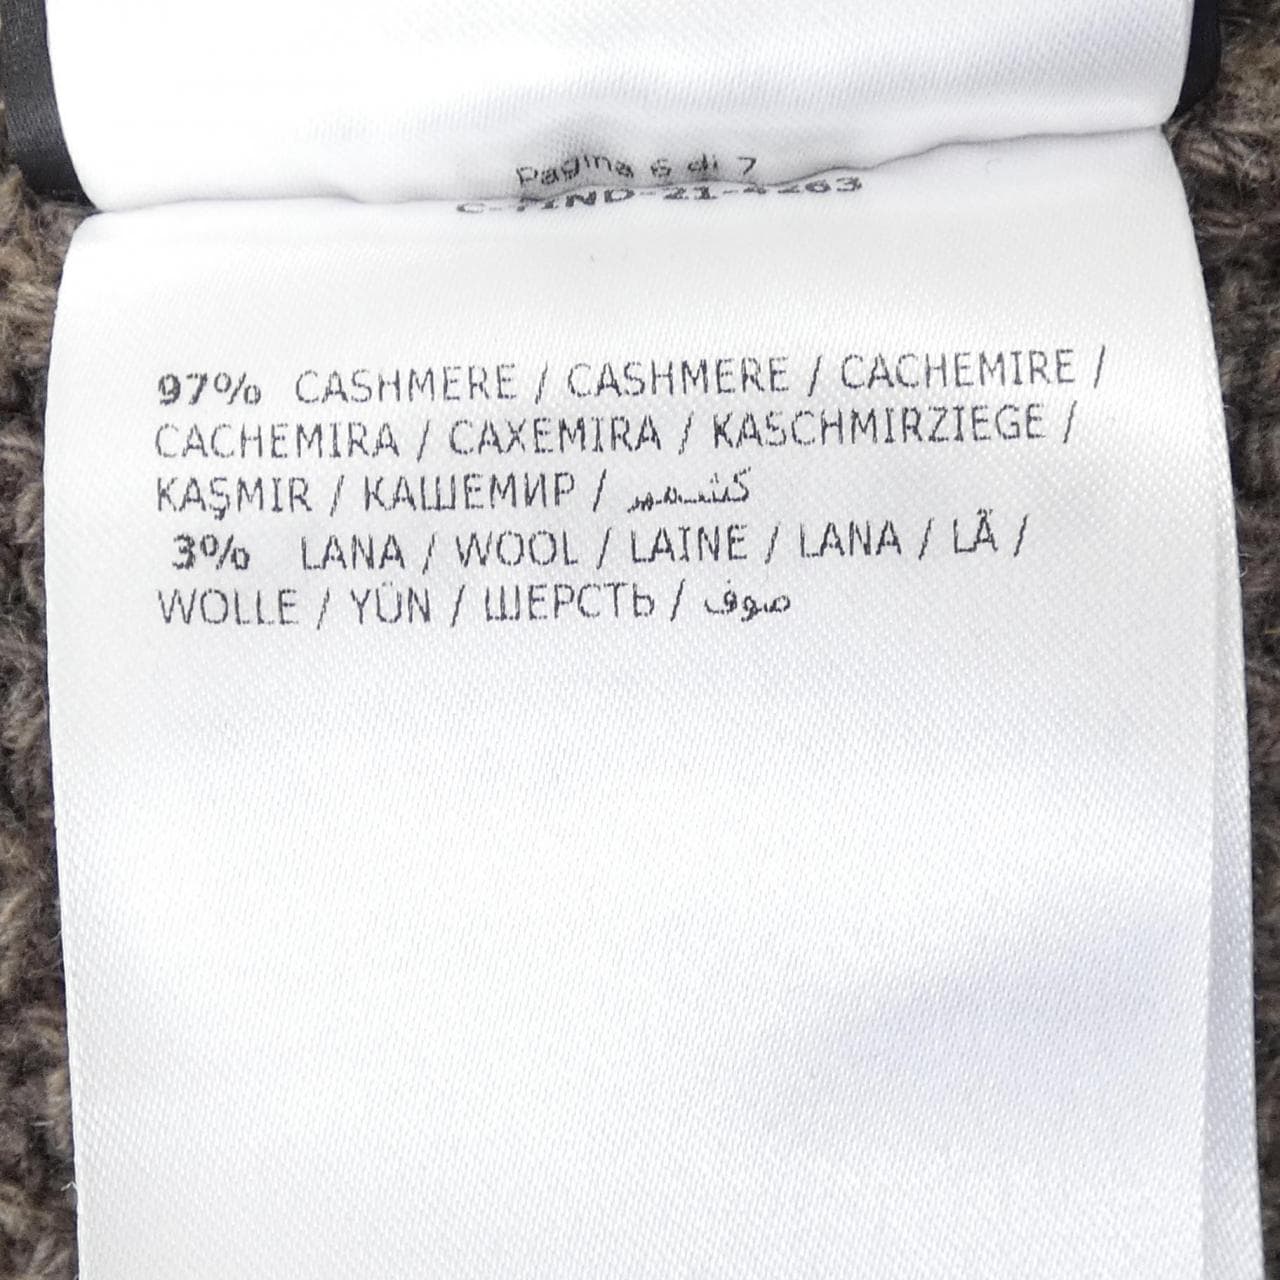 Pagina 6 di 7
97% CASHMERE / CASHMERE / CACHEMIRE /
CACHEMIRA / CAXEMIRA / KASCHMIRZIEGE /
KAŞMIR / КАШЕМИР / كشمير
3% LANA / WOOL / LAINE / LANA / LÃ /
WOLLE / YÜN / ШЕРСТЬ / صوف